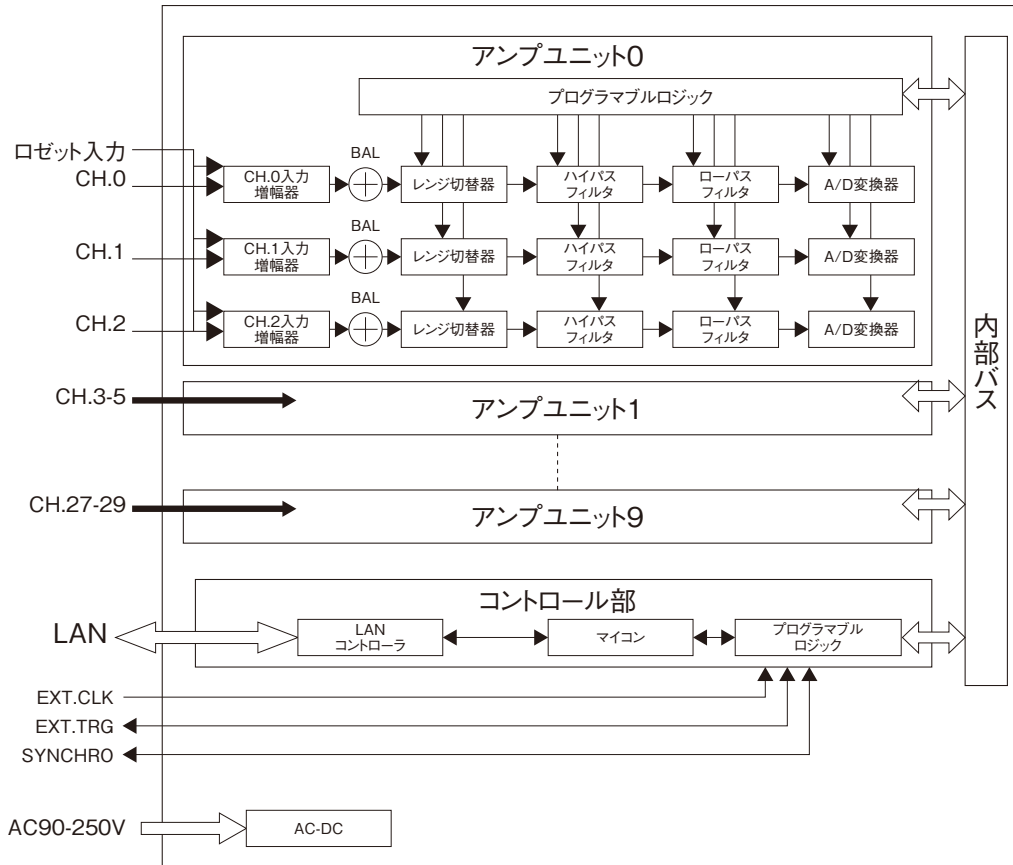 アンプユニット0
プログラマブルロジック
ロゼット入力
CH.0
CH.0入力
増幅器
BAL
レンジ切替器
ハイパス
フィルタ
ローパス
フィルタ
A/D変換器
CH.1
CH.1入力
増幅器
BAL
レンジ切替器
ハイパス
フィルタ
ローパス
フィルタ
A/D変換器
CH.2
CH.2入力
増幅器
BAL
レンジ切替器
ハイパス
フィルタ
ローパス
フィルタ
A/D変換器
内部バス
CH.3-5
アンプユニット1
CH.27-29
アンプユニット9
コントロール部
LAN
LAN
コントローラ
マイコン
プログラマブル
ロジック
EXT.CLK
EXT.TRG
SYNCHRO
AC90-250V
AC-DC